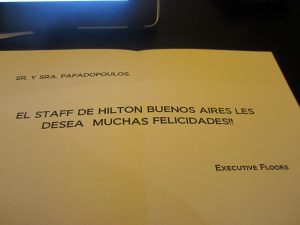 SR. Y SRA. PAPADOPOULOS.
EL STAFF DE HILTON BUENOS AIRES LES
DESEA MUCHAS FELICIDADES!!
EXECUTIVE FLOORS